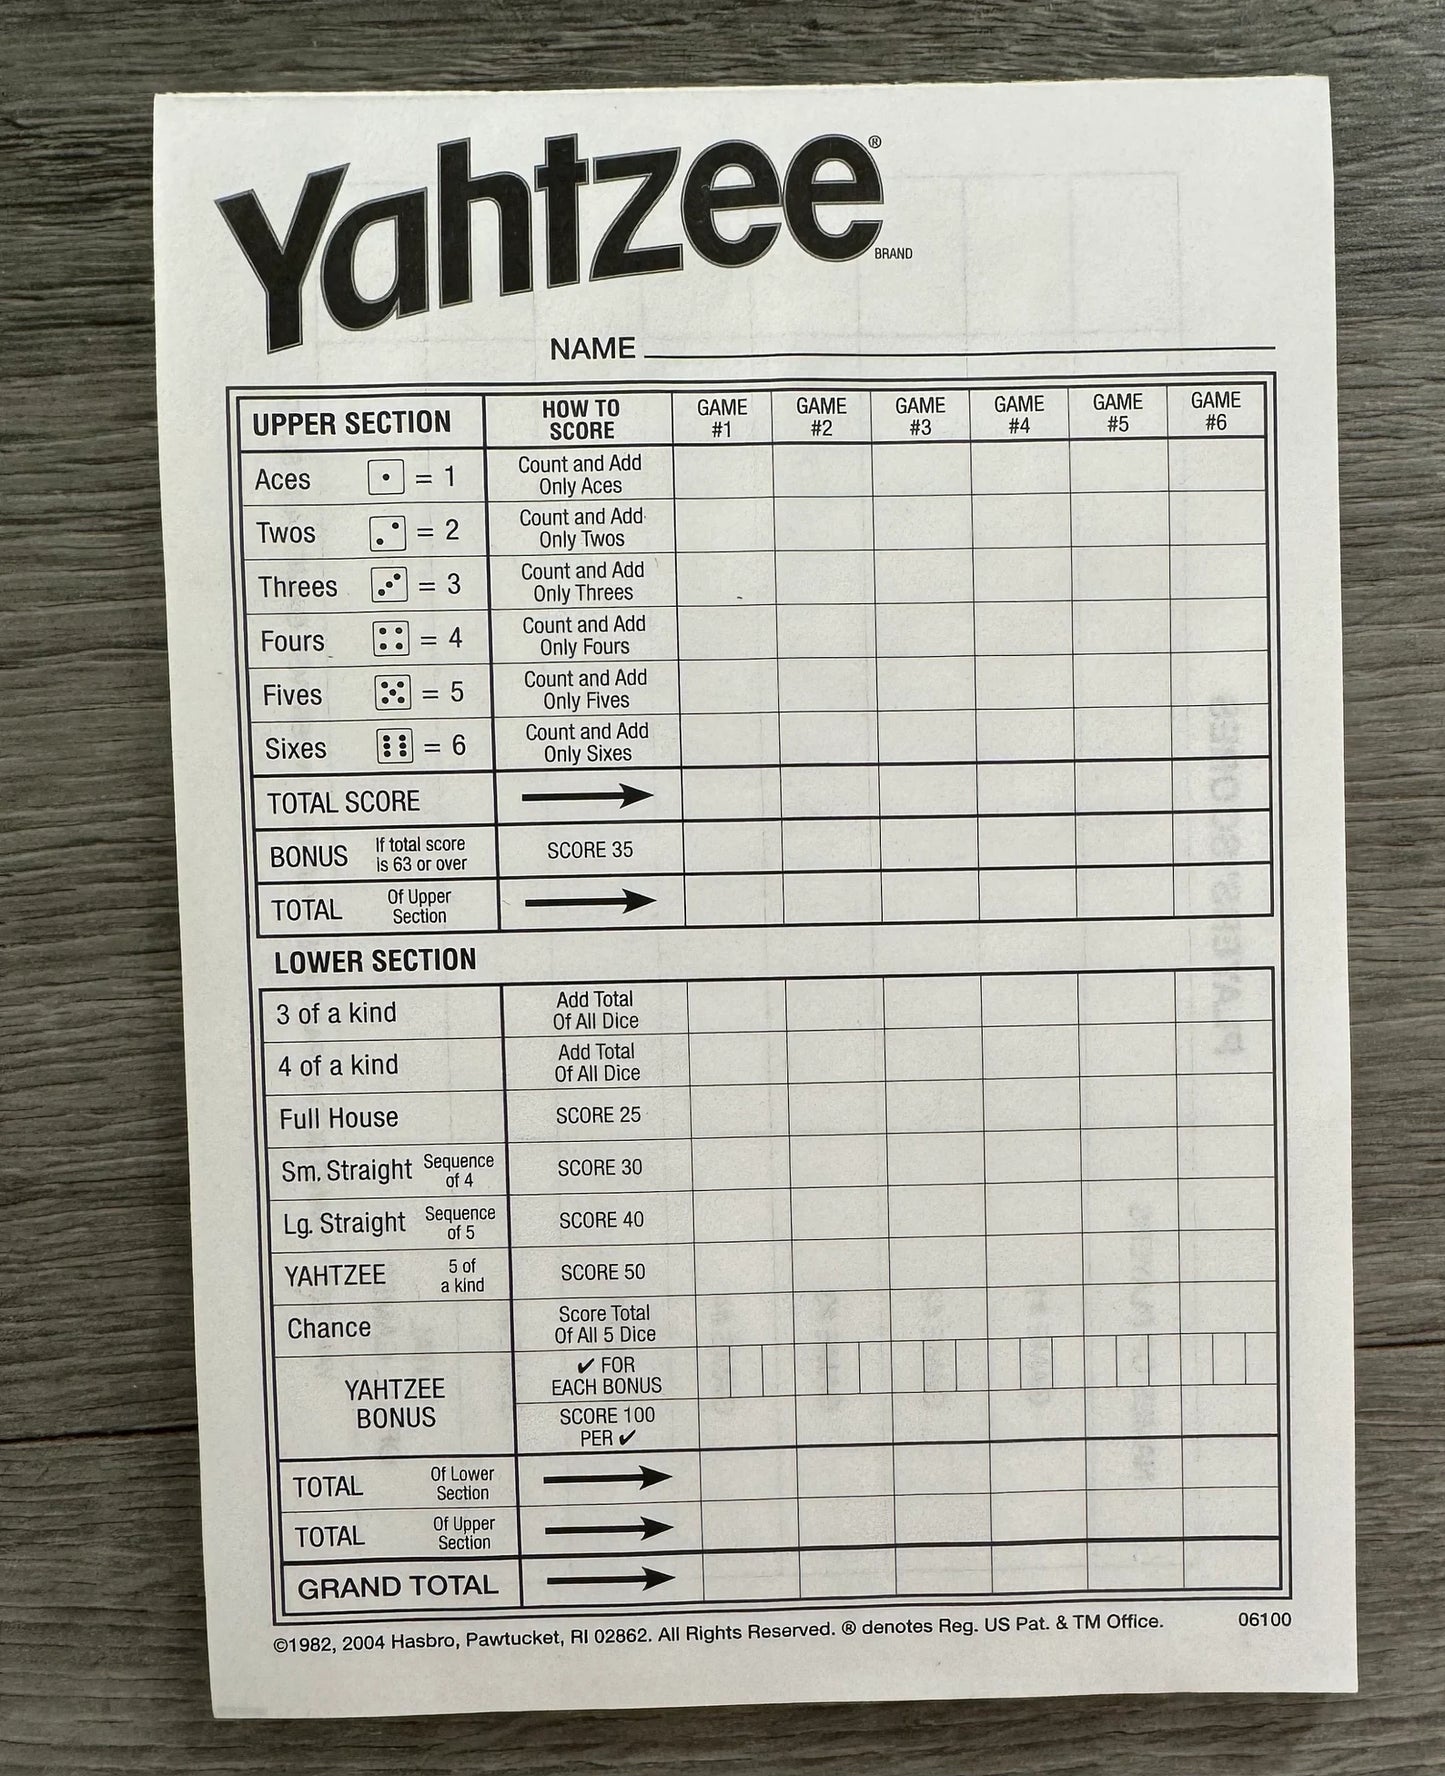 Yahtzee®
BRAND
NAME
UPPER SECTION HOW TO SCORE GAME #1 GAME #2 GAME #3 GAME #4 GAME #5 GAME #6
Aces = 1 Count and Add Only Aces
Twos = 2 Count and Add Only Twos
Threes = 3 Count and Add Only Threes
Fours = 4 Count and Add Only Fours
Fives = 5 Count and Add Only Fives
Sixes = 6 Count and Add Only Sixes
TOTAL SCORE
BONUS If total score is 63 or over SCORE 35
TOTAL Of Upper Section
LOWER SECTION
3 of a kind Add Total Of All Dice
4 of a kind Add Total Of All Dice
Full House SCORE 25
Sm. Straight Sequence of 4 SCORE 30
Lg. Straight Sequence of 5 SCORE 40
YAHTZEE 5 of a kind SCORE 50
Chance Score Total Of All 5 Dice
YAHTZEE BONUS ✔ FOR EACH BONUS
SCORE 100 PER ✔
TOTAL Of Lower Section
TOTAL Of Upper Section
GRAND TOTAL
©1982, 2004 Hasbro, Pawtucket, RI 02862. All Rights Reserved. ® denotes Reg. US Pat. & TM Office. 06100